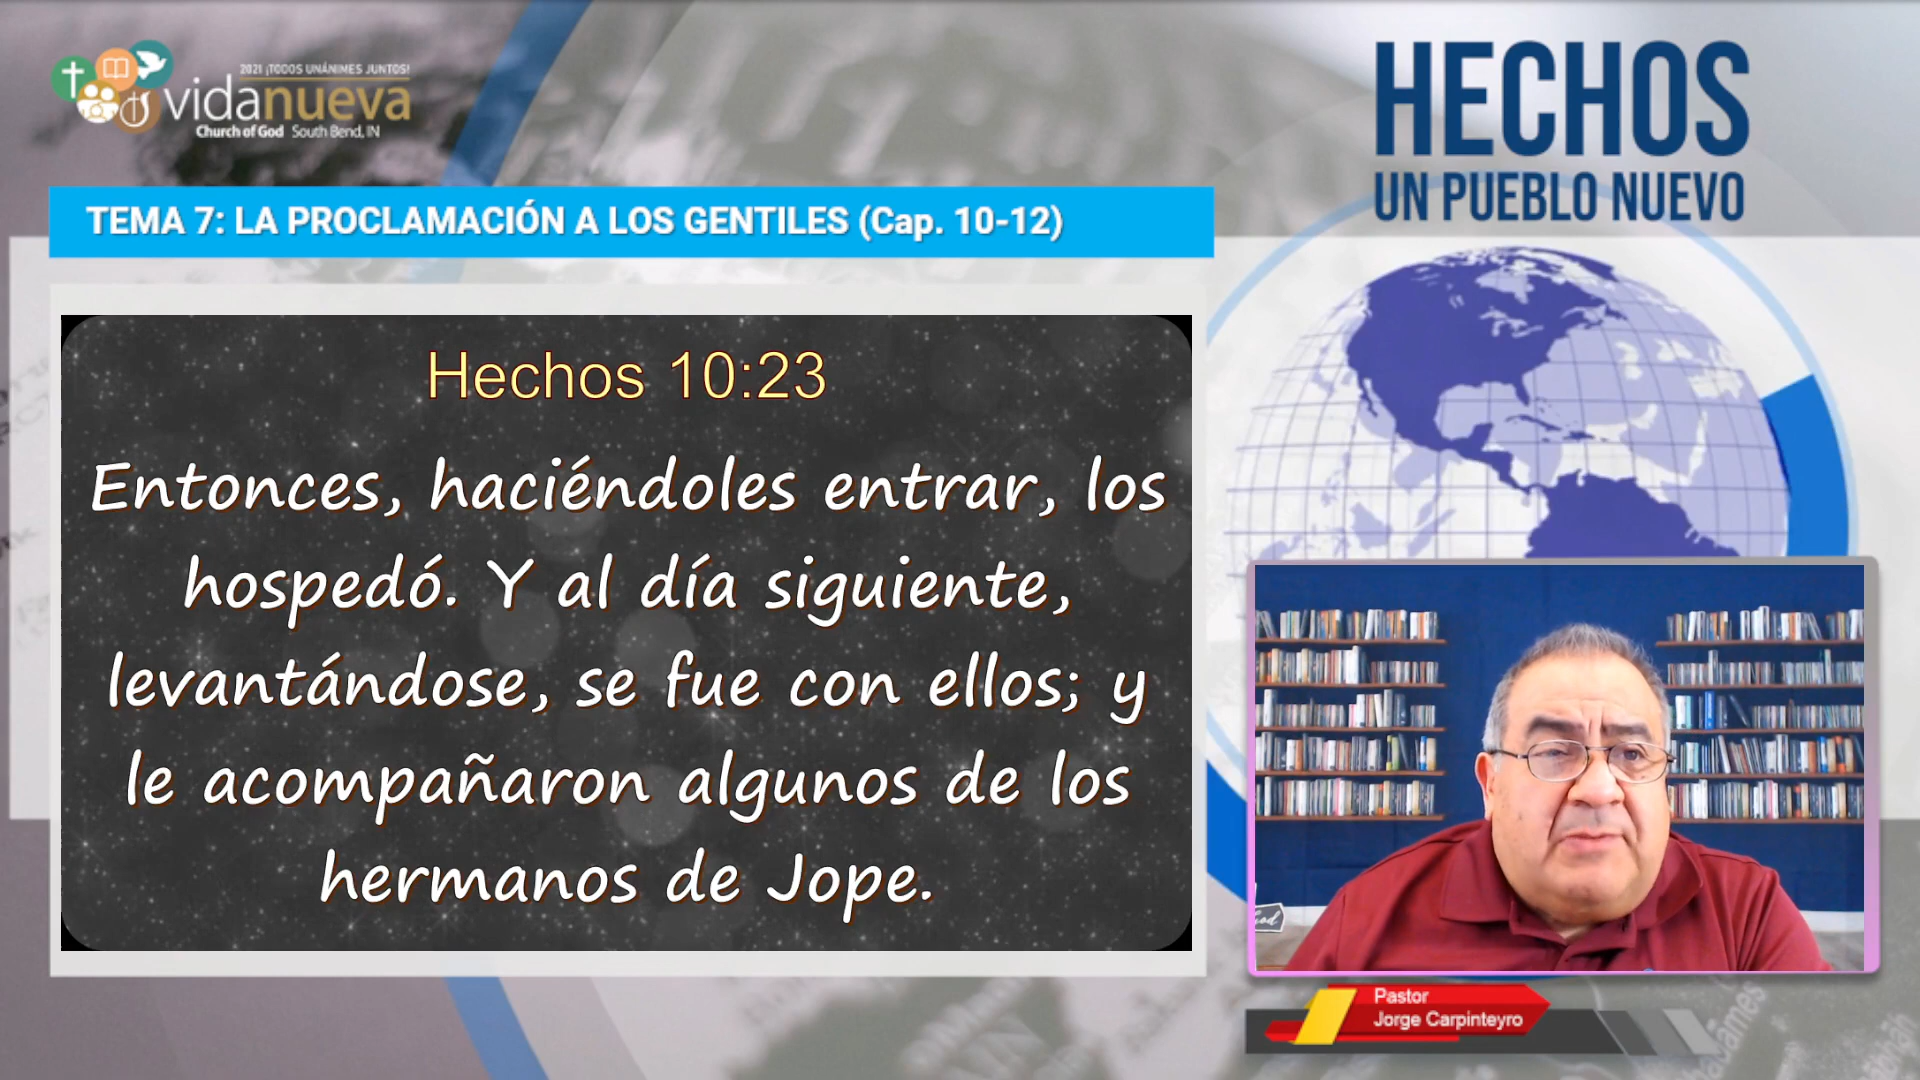 2021 ¡TODOS UNÁNIMES JUNTOS!
vidanueva
Church of God South Bend, IN
HECHOS
UN PUEBLO NUEVO
TEMA 7: LA PROCLAMACIÓN A LOS GENTILES (Cap. 10-12)
Hechos 10:23
Entonces, haciéndoles entrar, los
hospedó. Y al día siguiente,
levantándose, se fue con ellos; y
le acompañaron algunos de los
hermanos de Jope.
Pastor
Jorge Carpinteyro